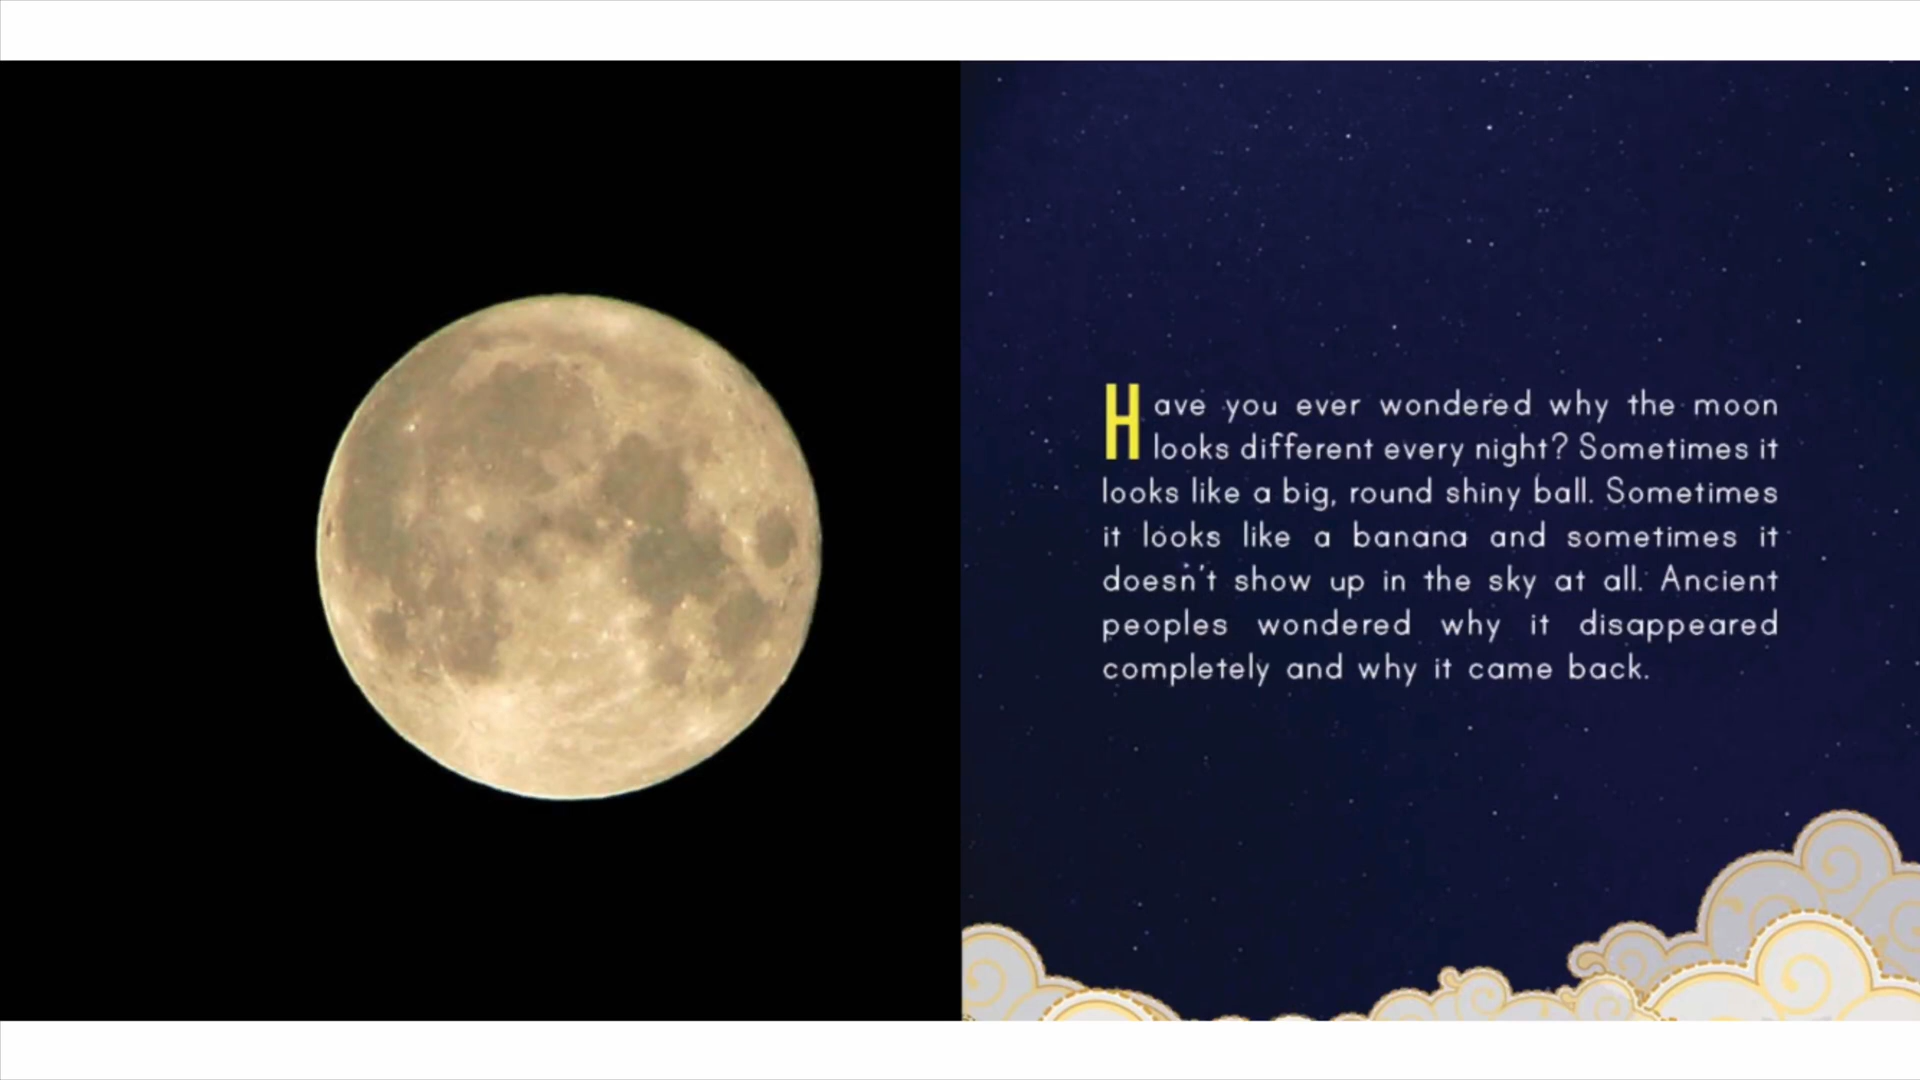 Have you ever wondered why the moon
looks different every night? Sometimes it
looks like a big, round shiny ball. Sometimes
it looks like a banana and sometimes it
doesn't show up in the sky at all. Ancient
peoples wondered why it disappeared
completely and why it came back.